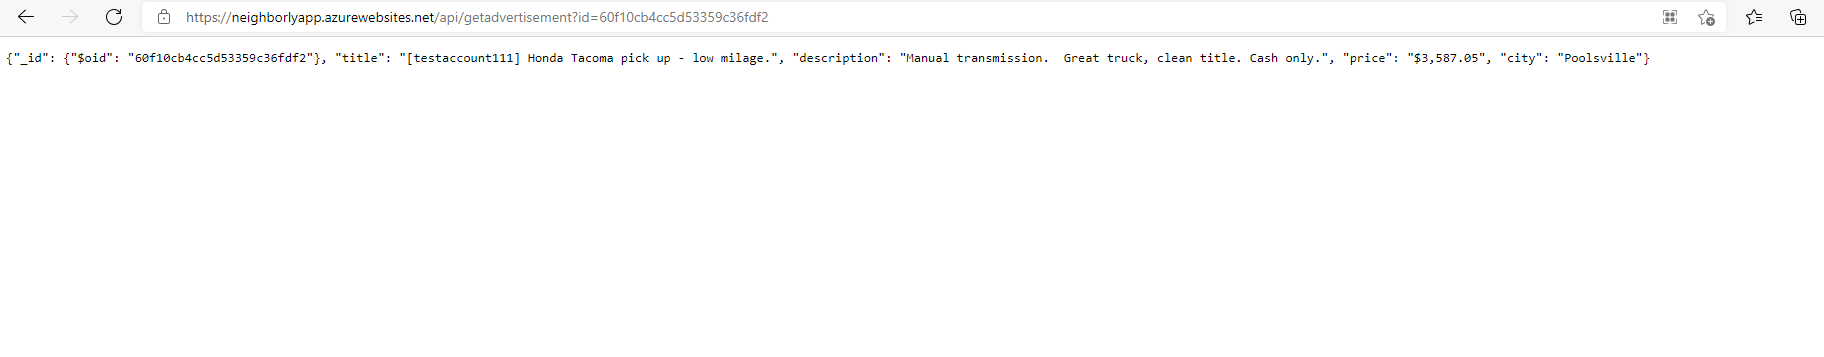 https://neighborlyapp.azurewebsites.net/api/getadvertisement?id=60f10cb4cc5d53359c36fdf2
{"_id": {"$oid": "60f10cb4cc5d53359c36fdf2"}, "title": "[testaccount111] Honda Tacoma pick up - low milage.", "description": "Manual transmission.  Great truck, clean title. Cash only.", "price": "$3,587.05", "city": "Poolsville"}